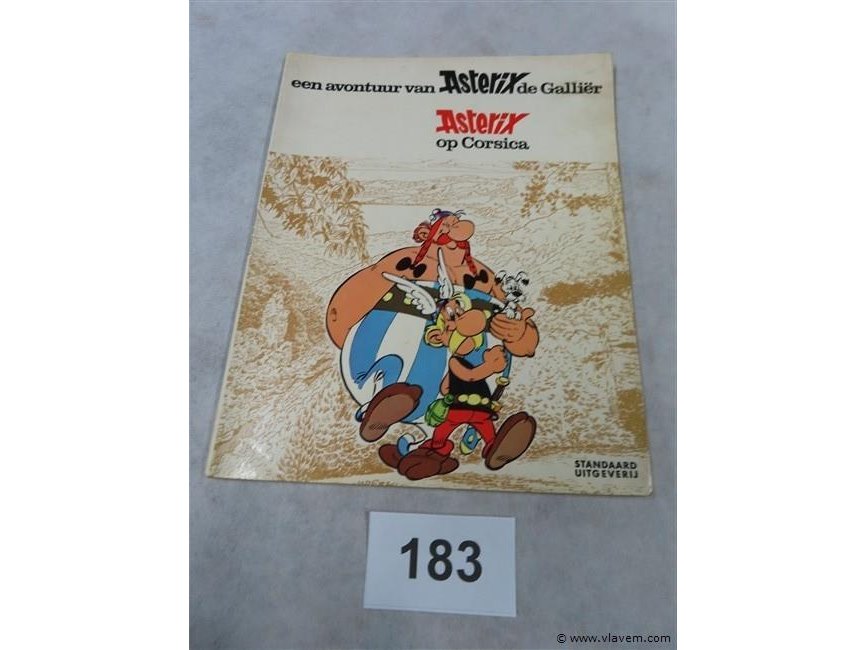 een avontuur van Asterix de Galliër
Asterix
op Corsica
STANDAARD
UITGEVERIJ
183
© www.vlavem.com